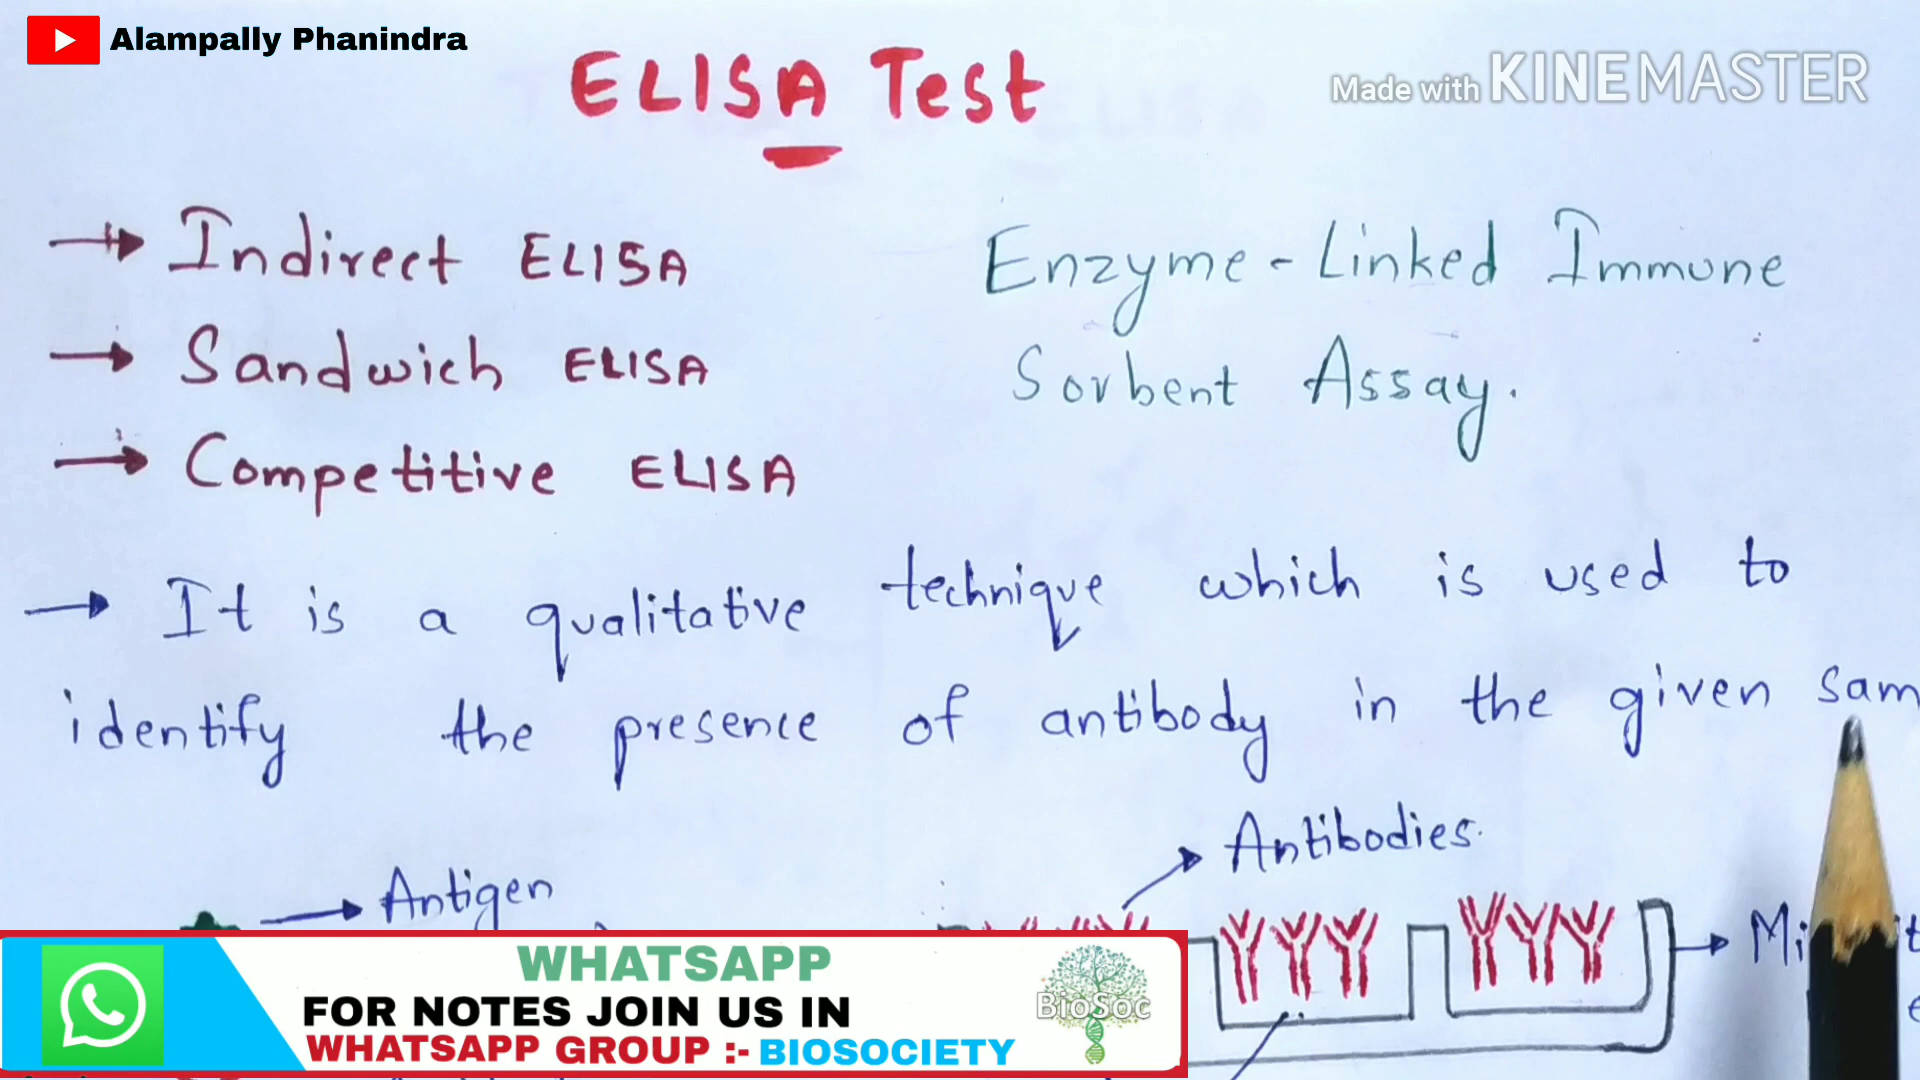 Alampally Phanindra
ELISA Test
Made with KINEMASTER
Indirect ELISA
Enzyme-Linked Immune
Sandwich ELISA
Sorbent Assay.
Competitive ELISA
It is a qualitative technique which is used to
identify the presence of antibody in the given sam
Antibodies.
Antigen
WHATSAPP
FOR NOTES JOIN US IN
WHATSAPP GROUP :- BIOSOCIETY
BioSoc